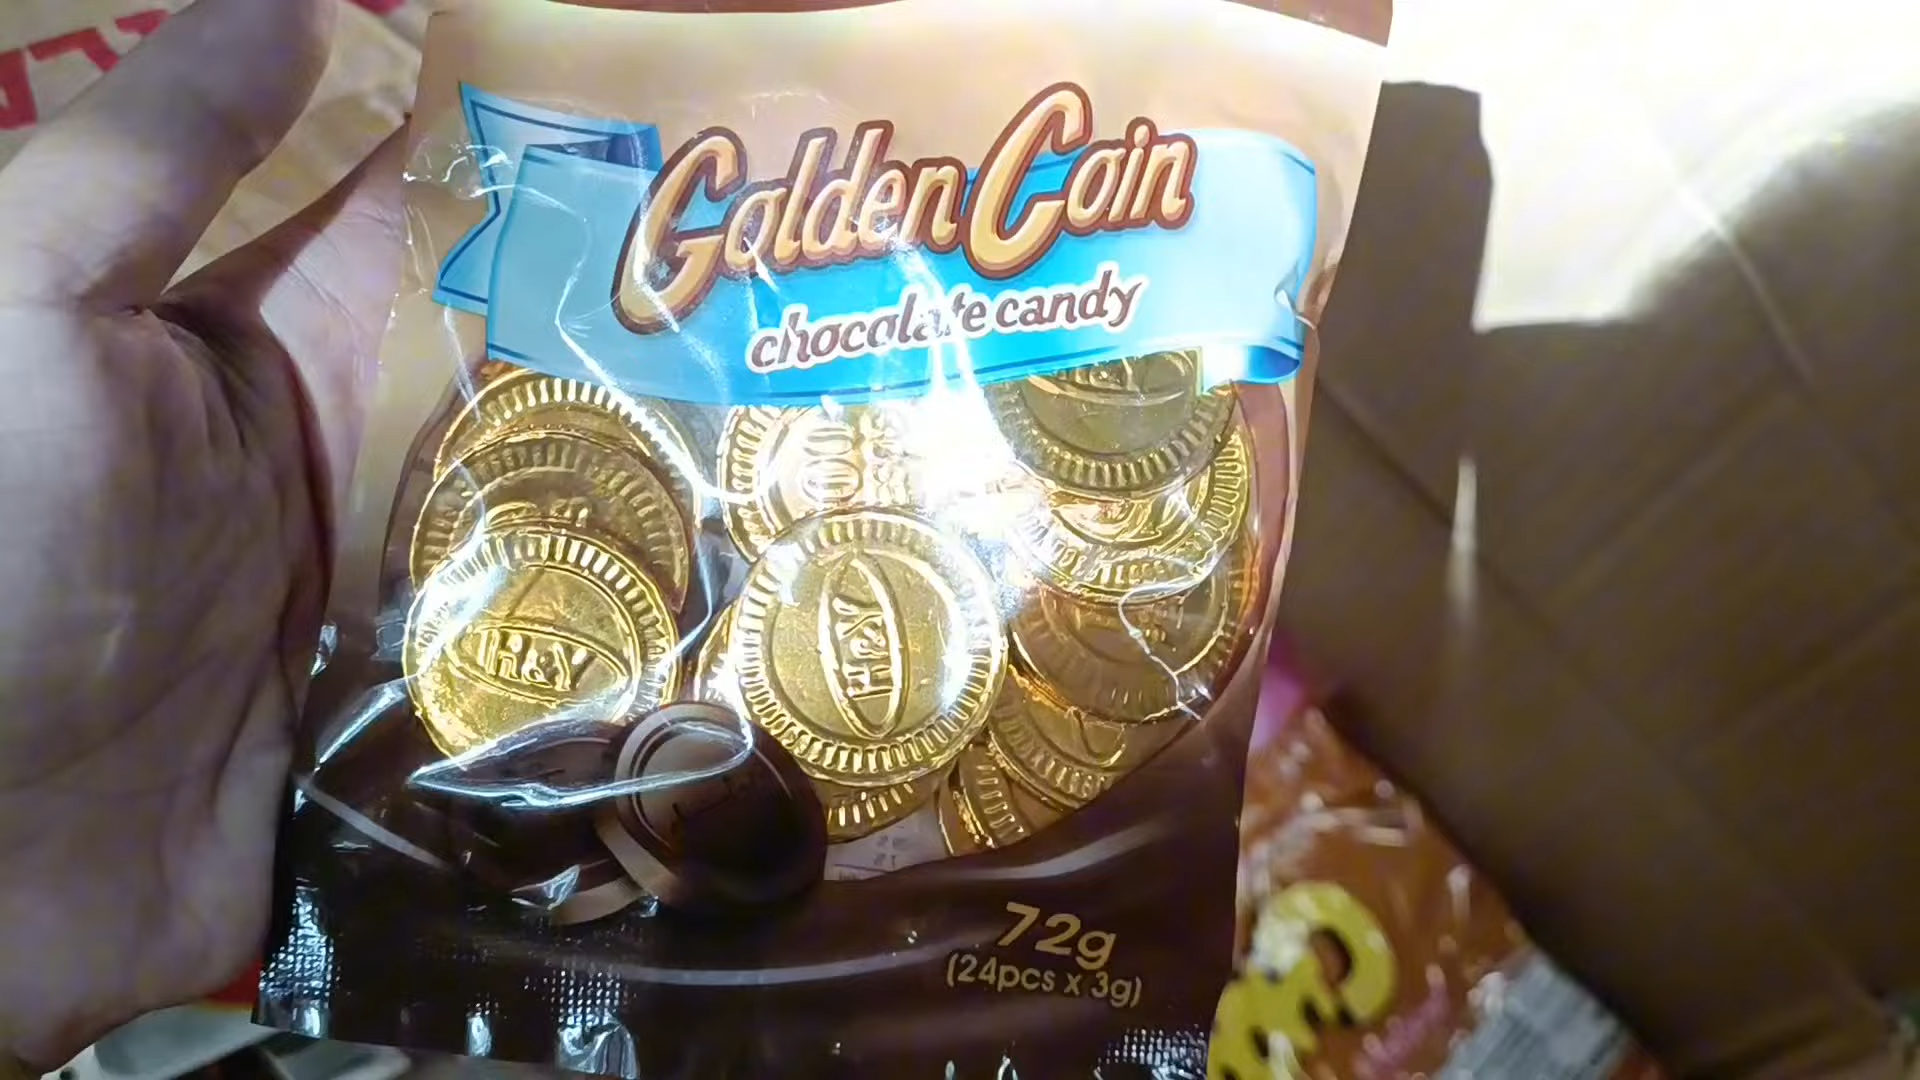 Golden Coin
chocolate candy
H&Y
H&Y
72g
(24pcs x 3g)